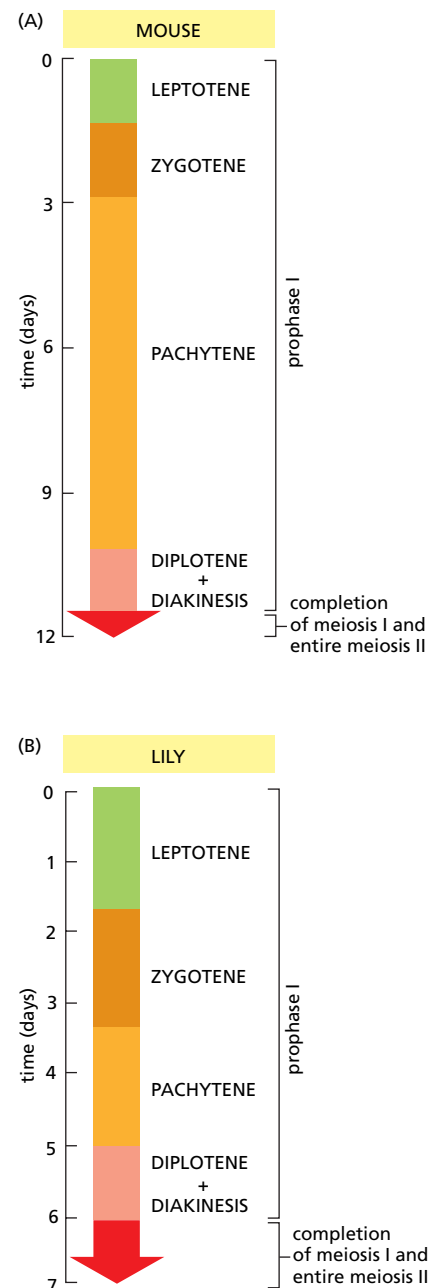 (A)
MOUSE
0
3
6
9
12
time (days)
LEPTOTENE
ZYGOTENE
PACHYTENE
DIPLOTENE
+
DIAKINESIS
prophase I
completion
of meiosis I and
entire meiosis II
(B)
LILY
0
1
2
3
4
5
6
7
time (days)
LEPTOTENE
ZYGOTENE
PACHYTENE
DIPLOTENE
+
DIAKINESIS
prophase I
completion
of meiosis I and
entire meiosis II